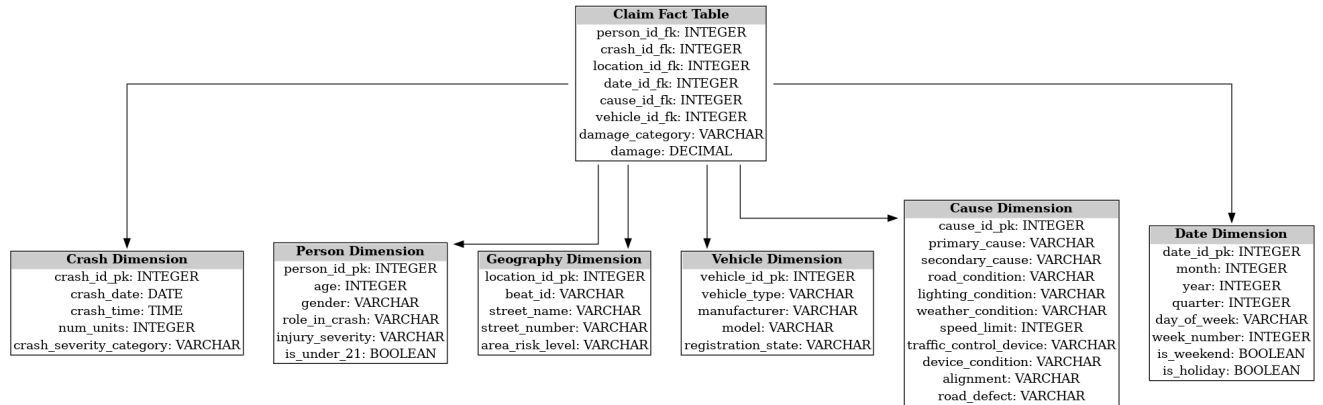 Claim Fact Table
person_id_fk: INTEGER
crash_id_fk: INTEGER
location_id_fk: INTEGER
date_id_fk: INTEGER
cause_id_fk: INTEGER
vehicle_id_fk: INTEGER
damage_category: VARCHAR
damage: DECIMAL
Crash Dimension
crash_id_pk: INTEGER
crash_date: DATE
crash_time: TIME
num_units: INTEGER
crash_severity_category: VARCHAR
Person Dimension
person_id_pk: INTEGER
age: INTEGER
gender: VARCHAR
role_in_crash: VARCHAR
injury_severity: VARCHAR
is_under_21: BOOLEAN
Geography Dimension
location_id_pk: INTEGER
beat_id: VARCHAR
street_name: VARCHAR
street_number: VARCHAR
area_risk_level: VARCHAR
Vehicle Dimension
vehicle_id_pk: INTEGER
vehicle_type: VARCHAR
manufacturer: VARCHAR
model: VARCHAR
registration_state: VARCHAR
Cause Dimension
cause_id_pk: INTEGER
primary_cause: VARCHAR
secondary_cause: VARCHAR
road_condition: VARCHAR
lighting_condition: VARCHAR
weather_condition: VARCHAR
speed_limit: INTEGER
traffic_control_device: VARCHAR
device_condition: VARCHAR
alignment: VARCHAR
road_defect: VARCHAR
Date Dimension
date_id_pk: INTEGER
month: INTEGER
year: INTEGER
quarter: INTEGER
day_of_week: VARCHAR
week_number: INTEGER
is_weekend: BOOLEAN
is_holiday: BOOLEAN